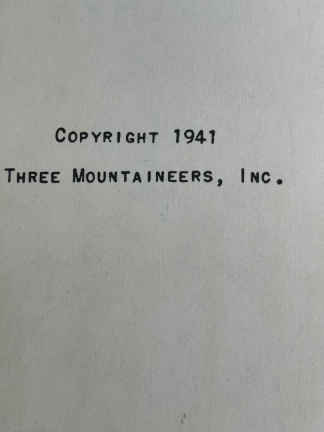 COPYRIGHT 1941
THREE MOUNTAINEERS, INC.